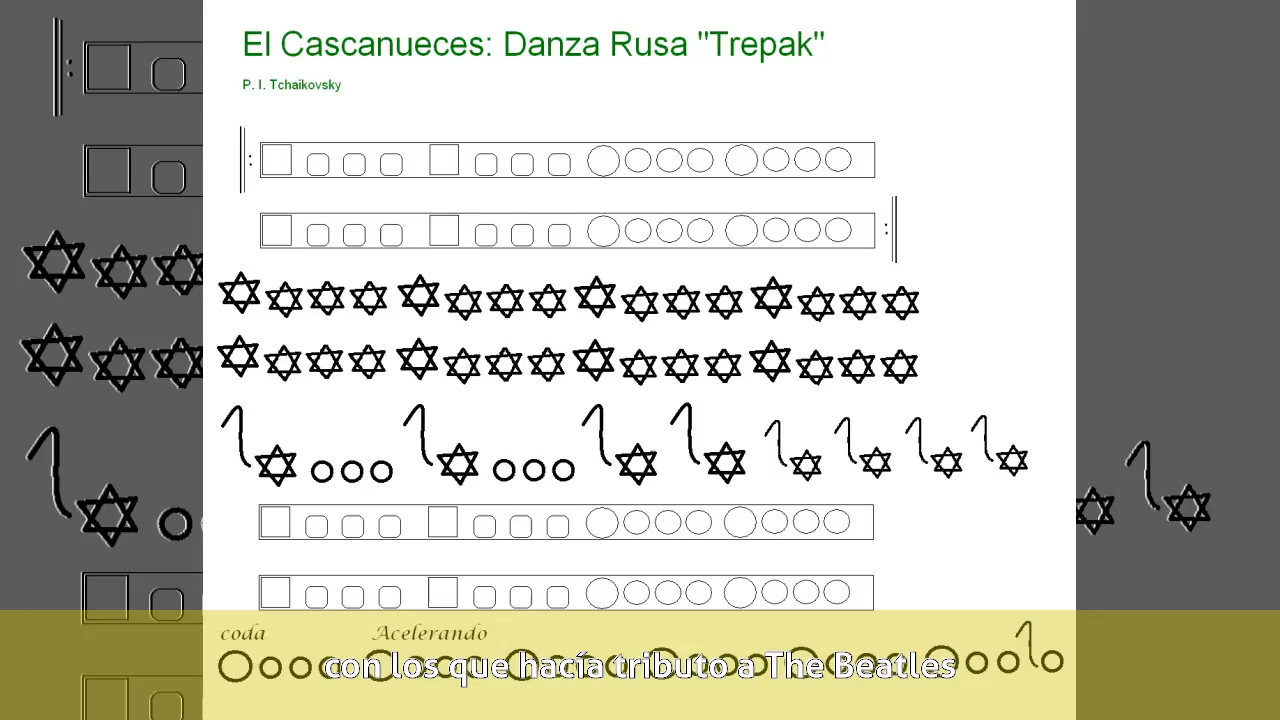 El Cascanueces: Danza Rusa "Trepak"
P. I. Tchaikovsky
coda Acelerando
con los que hacía tributo a The Beatles